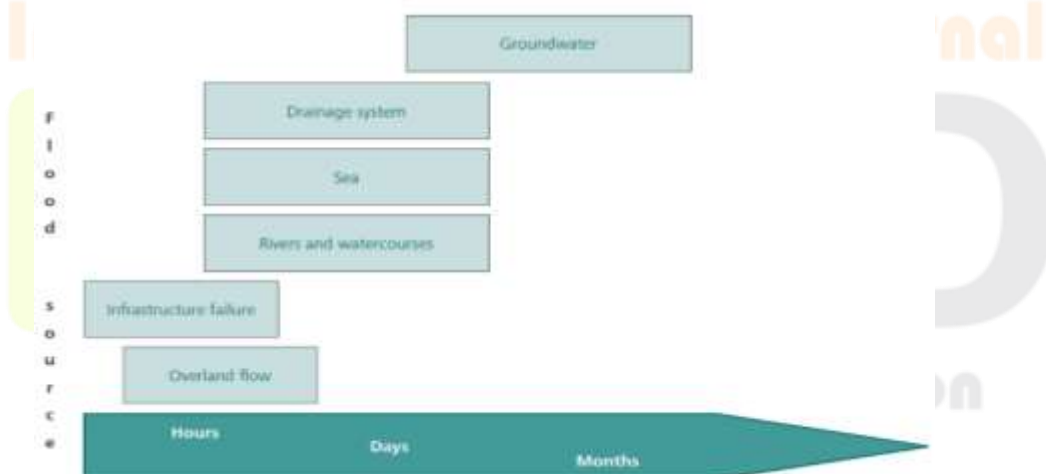 Groundwater
Drainage system
Sea
Rivers and watercourses
Infrastructure failure
Overland flow
Flood source
Hours
Days
Months